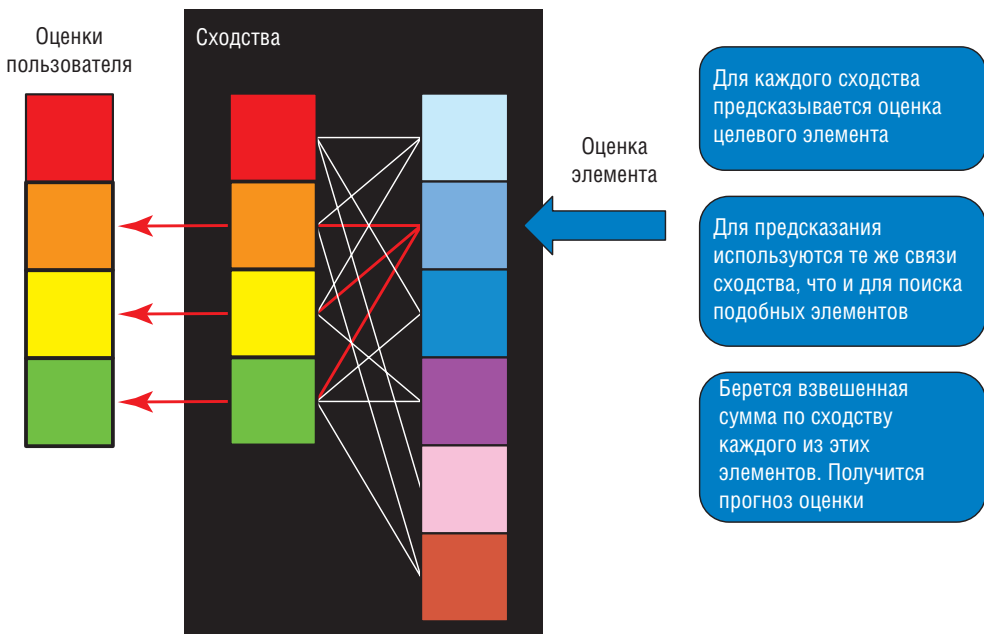 Оценки
пользователя
Сходства
Оценка
элемента
Для каждого сходства
предсказывается оценка
целевого элемента
Для предсказания
используются те же связи
сходства, что и для поиска
подобных элементов
Берется взвешенная
сумма по сходству
каждого из этих
элементов. Получится
прогноз оценки